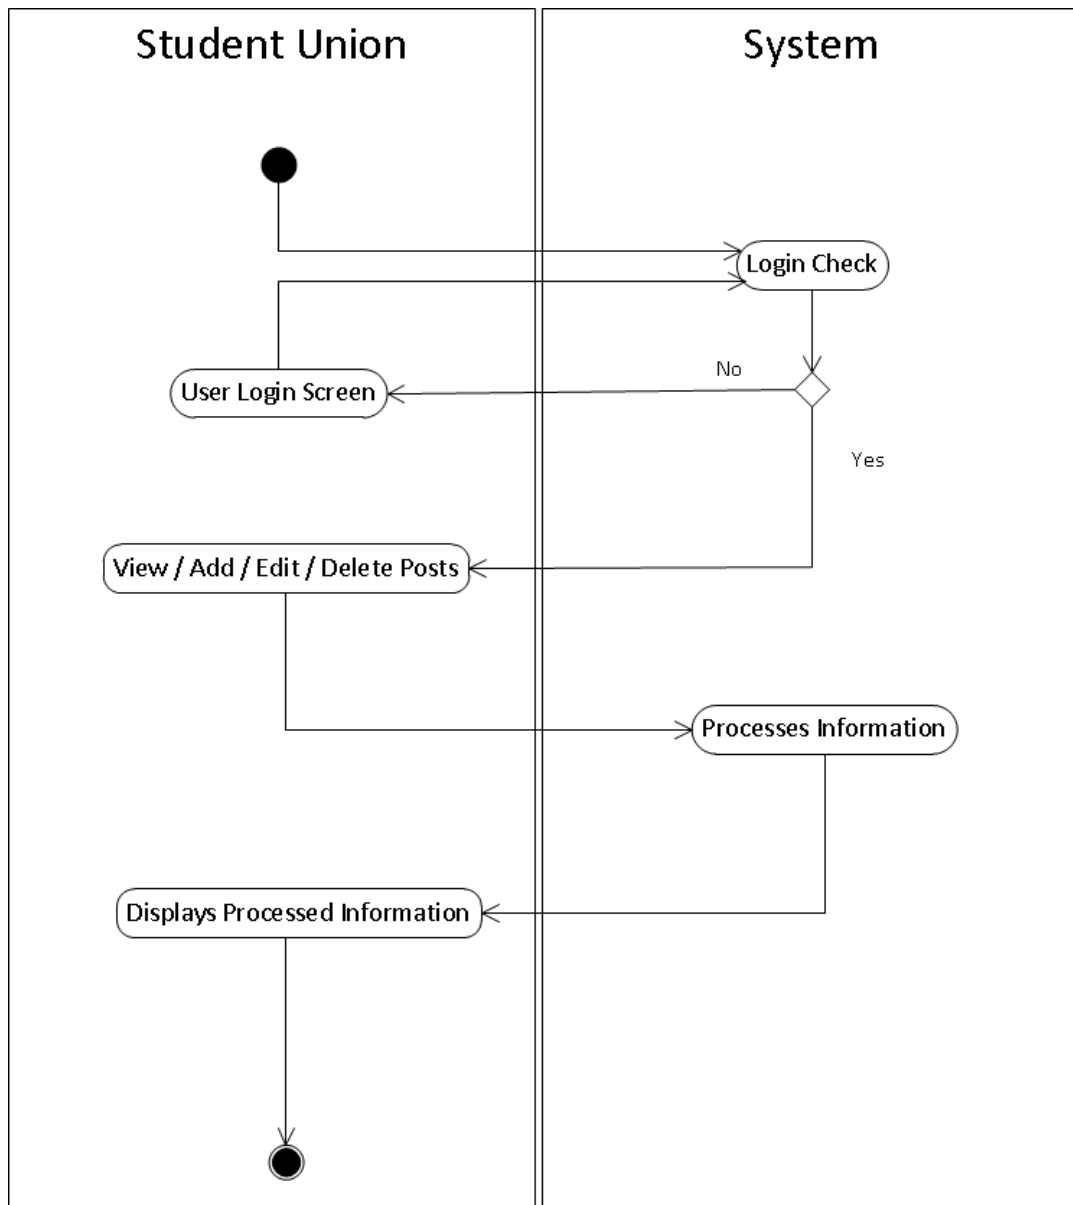 Student Union
System
Login Check
No
User Login Screen
Yes
View / Add / Edit / Delete Posts
Processes Information
Displays Processed Information